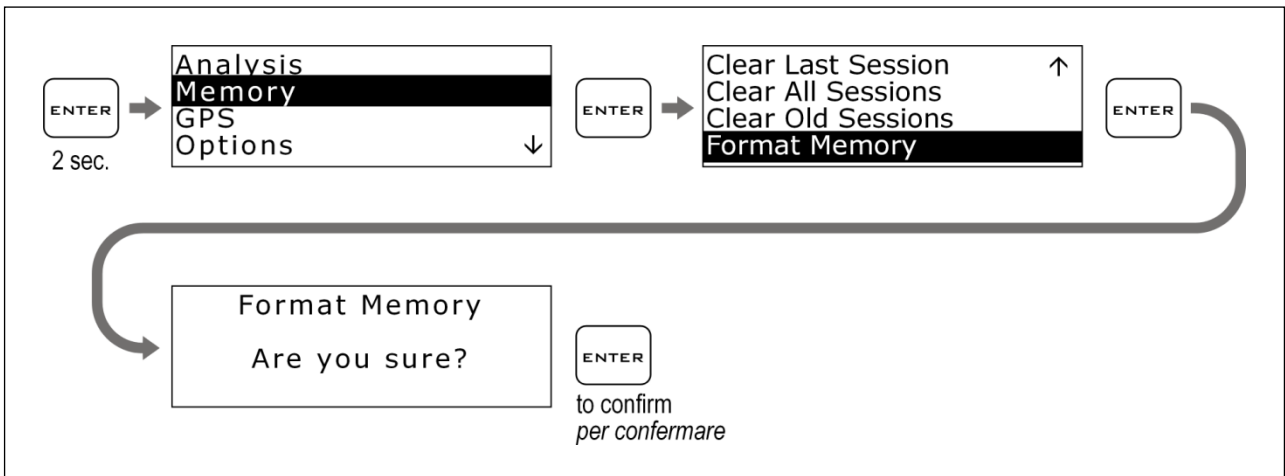 ENTER
2 sec.
Analysis
Memory
GPS
Options ↓
ENTER
Clear Last Session ↑
Clear All Sessions
Clear Old Sessions
Format Memory
ENTER
Format Memory
Are you sure?
ENTER
to confirm
per confermare